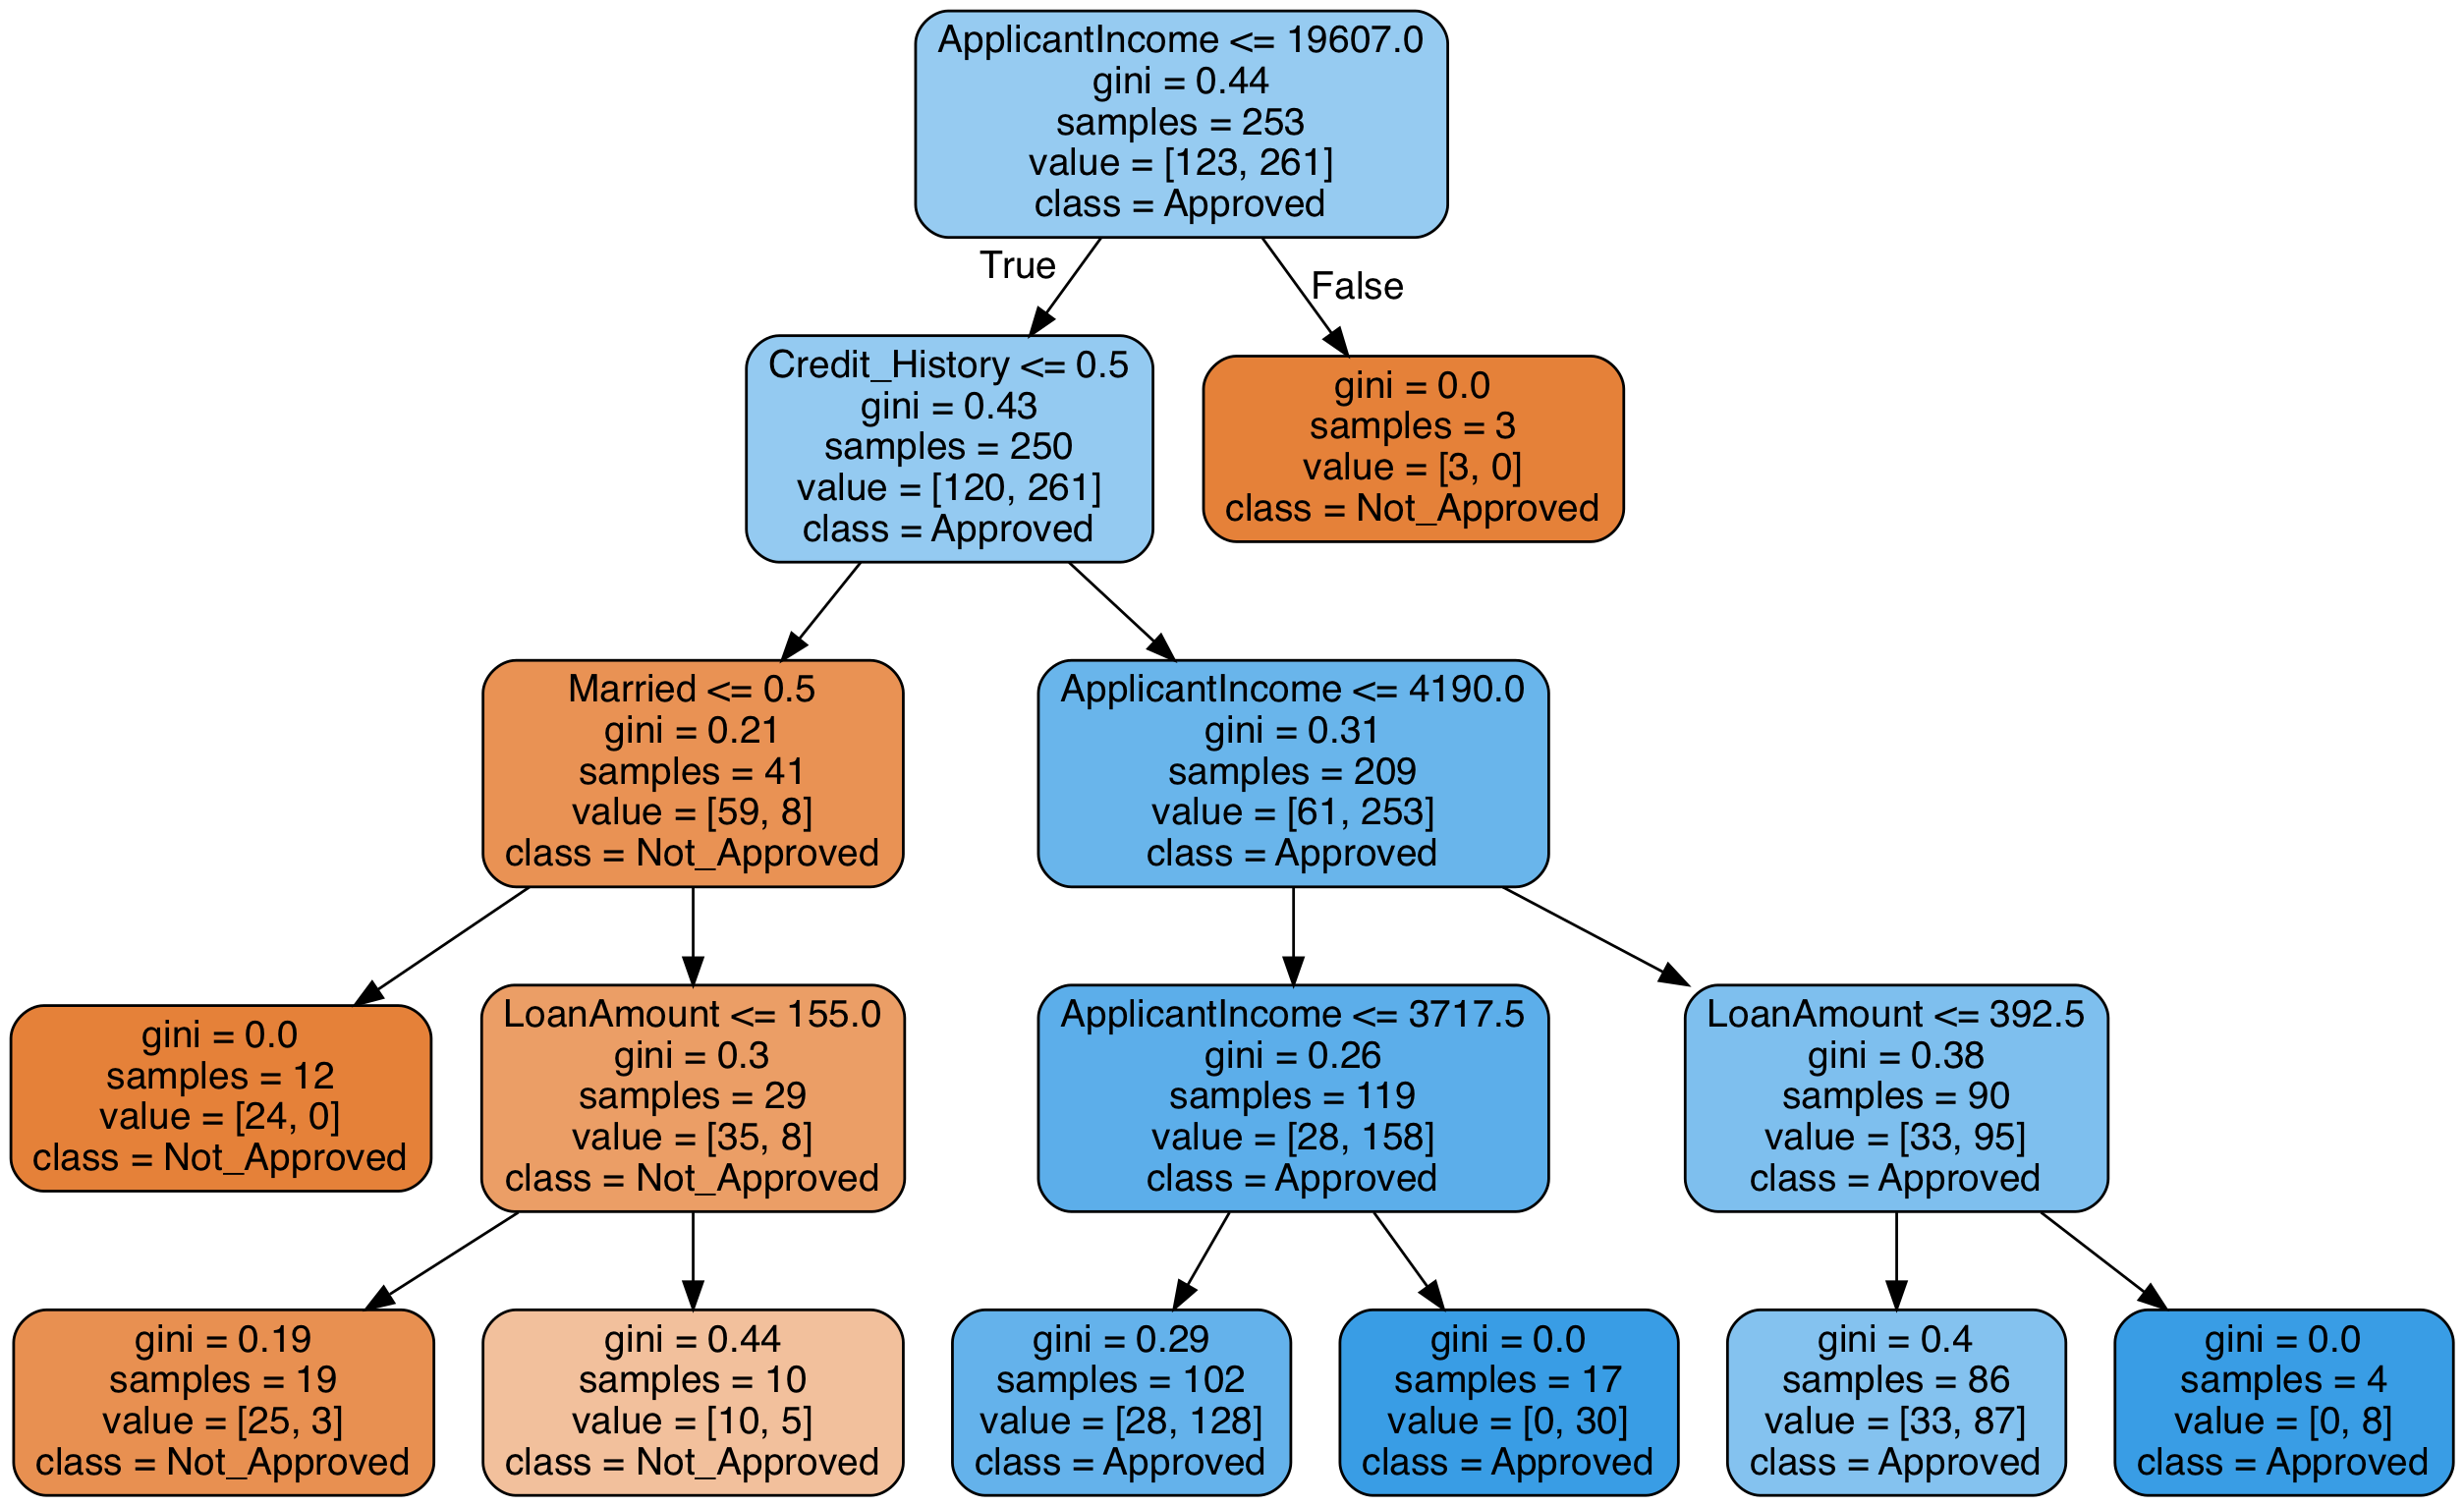 ApplicantIncome <= 19607.0
gini = 0.44
samples = 253
value = [123, 261]
class = Approved
True
False
Credit_History <= 0.5
gini = 0.43
samples = 250
value = [120, 261]
class = Approved
gini = 0.0
samples = 3
value = [3, 0]
class = Not_Approved
Married <= 0.5
gini = 0.21
samples = 41
value = [59, 8]
class = Not_Approved
ApplicantIncome <= 4190.0
gini = 0.31
samples = 209
value = [61, 253]
class = Approved
gini = 0.0
samples = 12
value = [24, 0]
class = Not_Approved
LoanAmount <= 155.0
gini = 0.3
samples = 29
value = [35, 8]
class = Not_Approved
ApplicantIncome <= 3717.5
gini = 0.26
samples = 119
value = [28, 158]
class = Approved
LoanAmount <= 392.5
gini = 0.38
samples = 90
value = [33, 95]
class = Approved
gini = 0.19
samples = 19
value = [25, 3]
class = Not_Approved
gini = 0.44
samples = 10
value = [10, 5]
class = Not_Approved
gini = 0.29
samples = 102
value = [28, 128]
class = Approved
gini = 0.0
samples = 17
value = [0, 30]
class = Approved
gini = 0.4
samples = 86
value = [33, 87]
class = Approved
gini = 0.0
samples = 4
value = [0, 8]
class = Approved